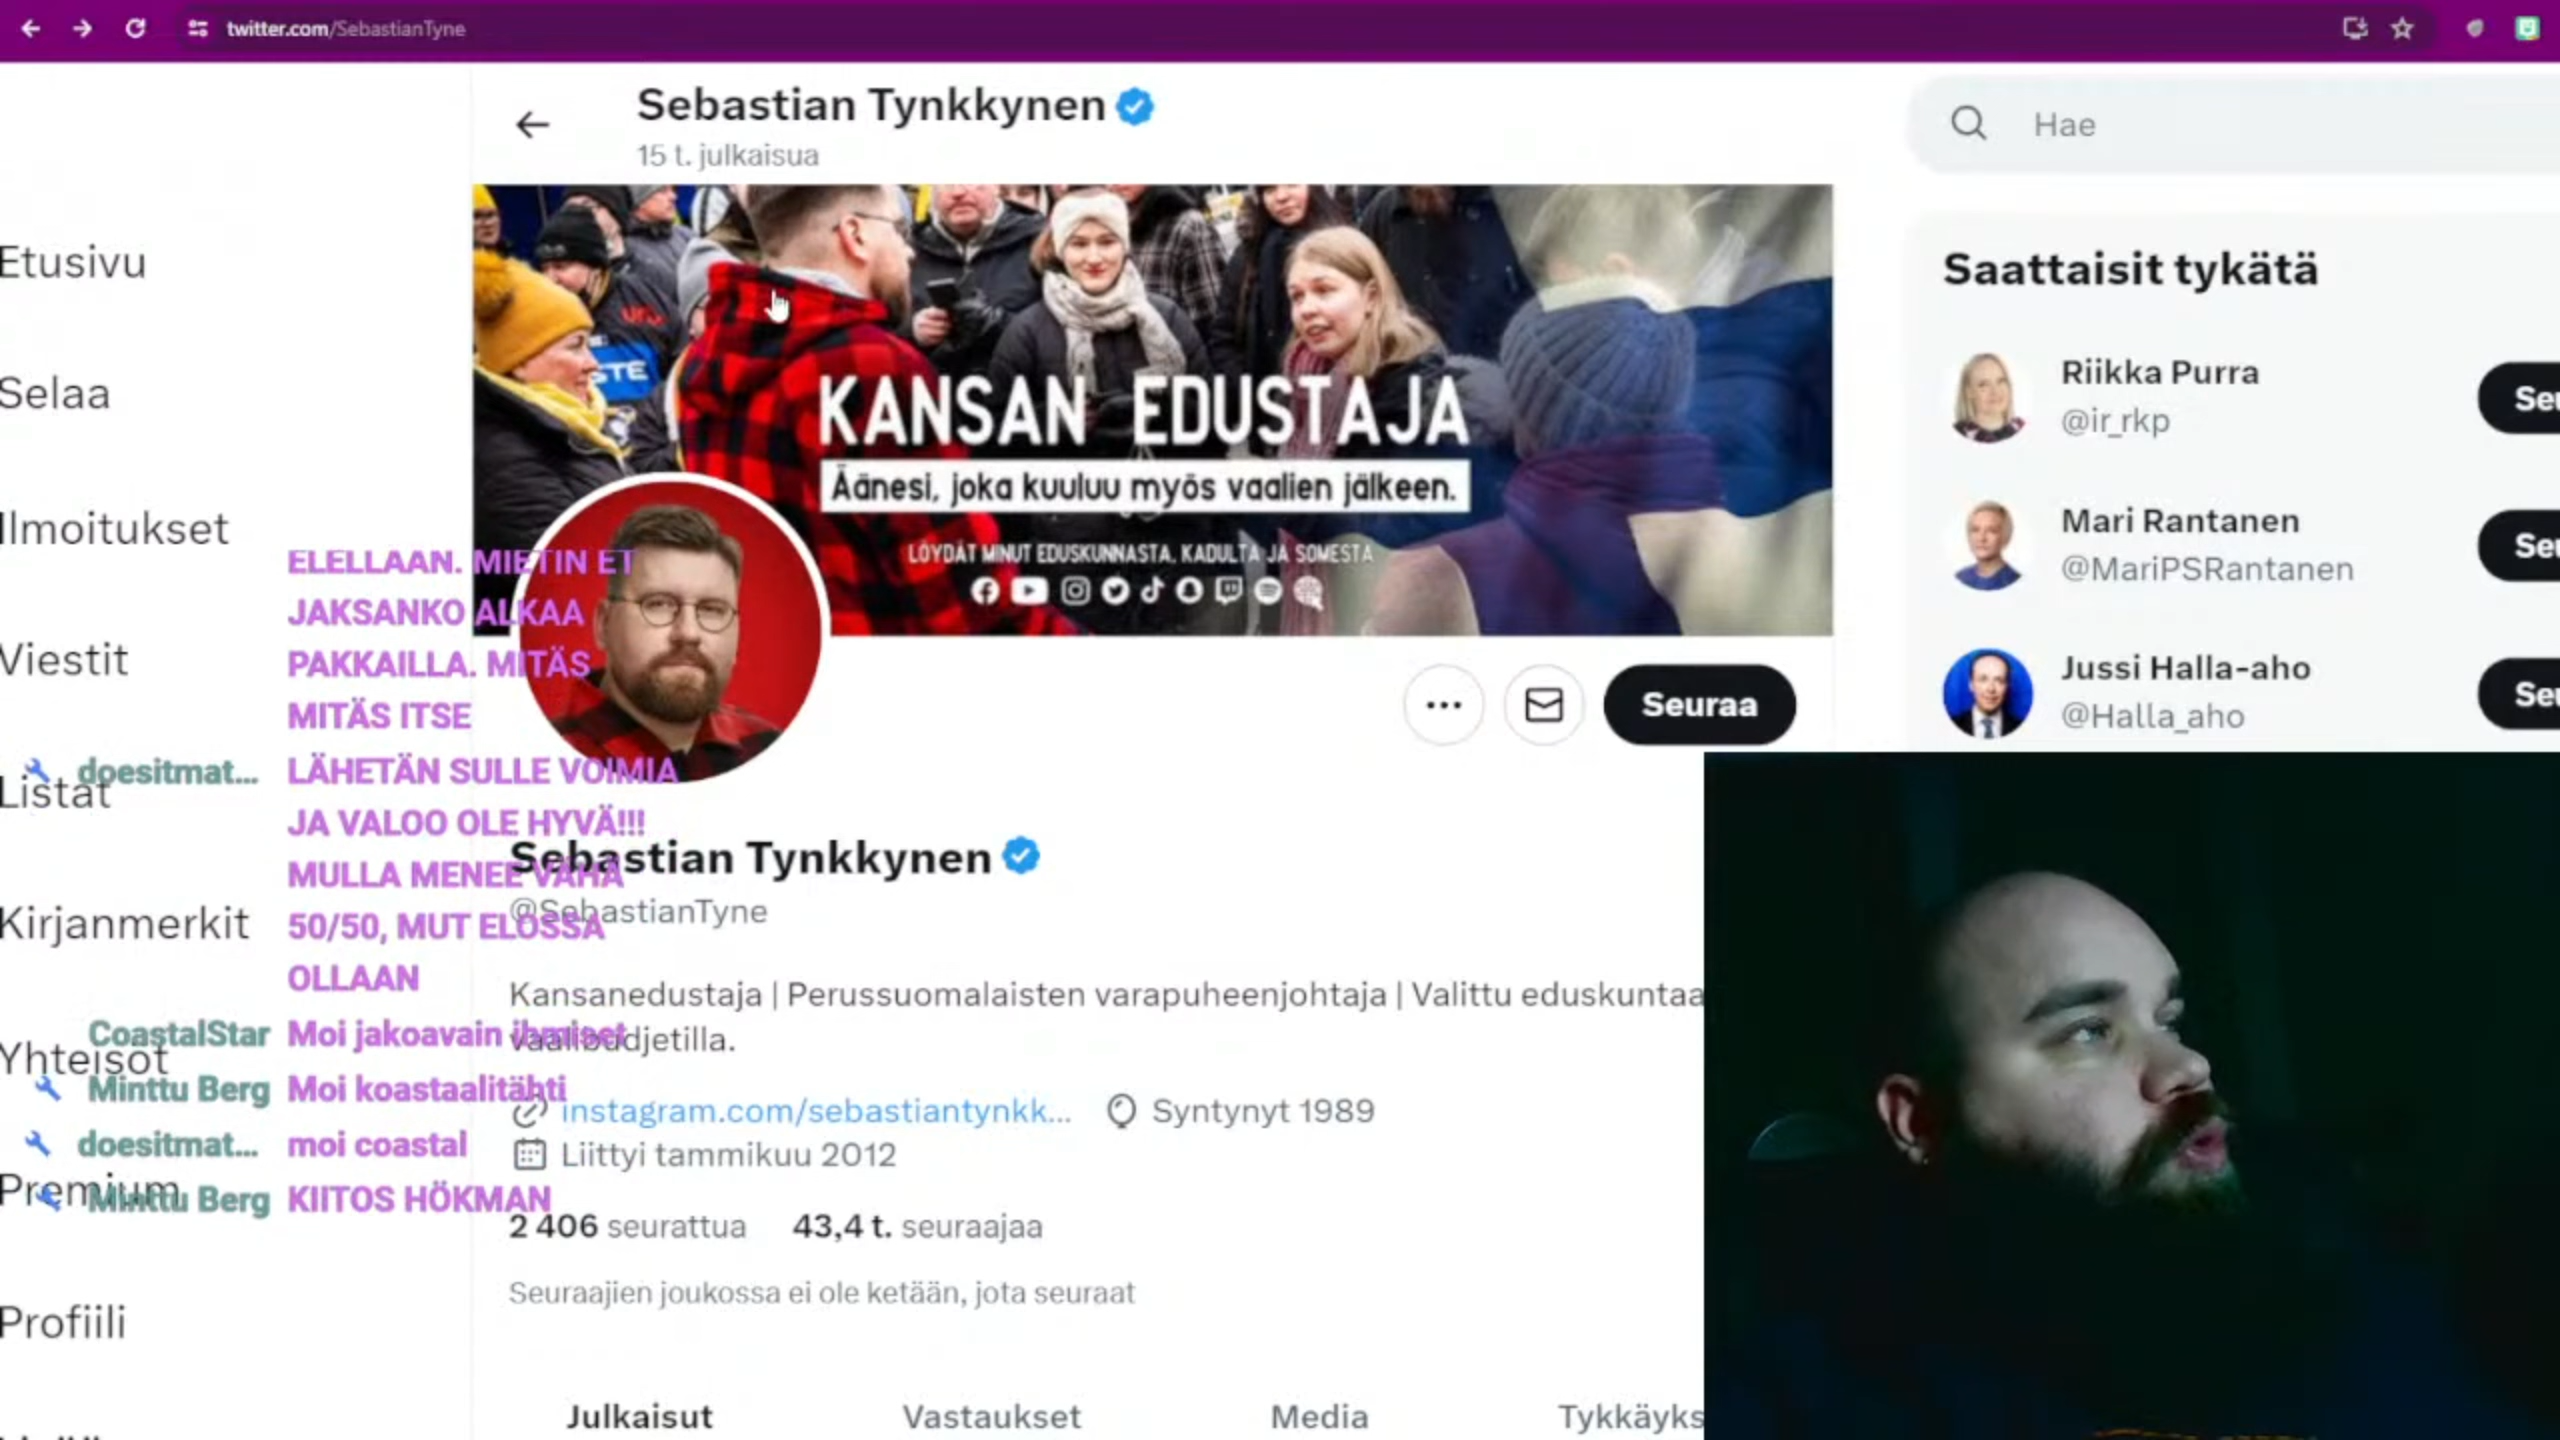 twitter.com/SebastianTyne
Sebastian Tynkkynen
15 t. julkaisua
Hae
Etusivu
Selaa
Ilmoitukset
Viestit
Listat
Kirjanmerkit
Yhteisöt
Premium
Profiili
STE
KANSAN EDUSTAJA
Äänesi, joka kuuluu myös vaalien jälkeen.
LÖYDÄT MINUT EDUSKUNNASTA, KADULTA JA SOMESTA
Seuraa
Saattaisit tykätä
Riikka Purra
@ir_rkp
Seu
Mari Rantanen
@MariPSRantanen
Seu
Jussi Halla-aho
@Halla_aho
Seu
ELELLAAN. MIETIN ET
JAKSANKO ALKAA
PAKKAILLA. MITÄS
MITÄS ITSE
doesitmat... LÄHETÄN SULLE VOIMIA
JA VALOO OLE HYVÄ!!!
MULLA MENEE VÄHÄ
50/50, MUT ELOSSA
OLLAAN
CoastalStar Moi jakoavain ihmiset
Minttu Berg Moi koastaalitähti
doesitmat... moi coastal
Minttu Berg KIITOS HÖKMAN
Sebastian Tynkkynen
@SebastianTyne
Kansanedustaja | Perussuomalaisten varapuheenjohtaja | Valittu eduskuntaa
vaalibudjetilla.
instagram.com/sebastiantynkk... Syntynyt 1989
Liittyi tammikuu 2012
2 406 seurattua 43,4 t. seuraajaa
Seuraajien joukossa ei ole ketään, jota seuraat
Julkaisut Vastaukset Media Tykkäyks